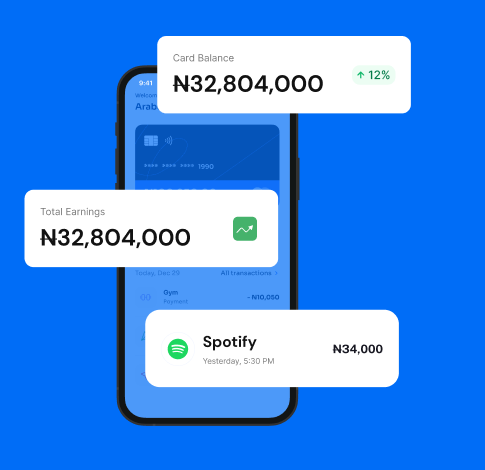 Card Balance
₦32,804,000
12%
9:41
Welcom
Arab
**** **** **** 1990
Total Earnings
₦32,804,000
Today, Dec 29
All transactions
Gym
Payment
-₦10,050
Spotify
Yesterday, 5:30 PM
₦34,000